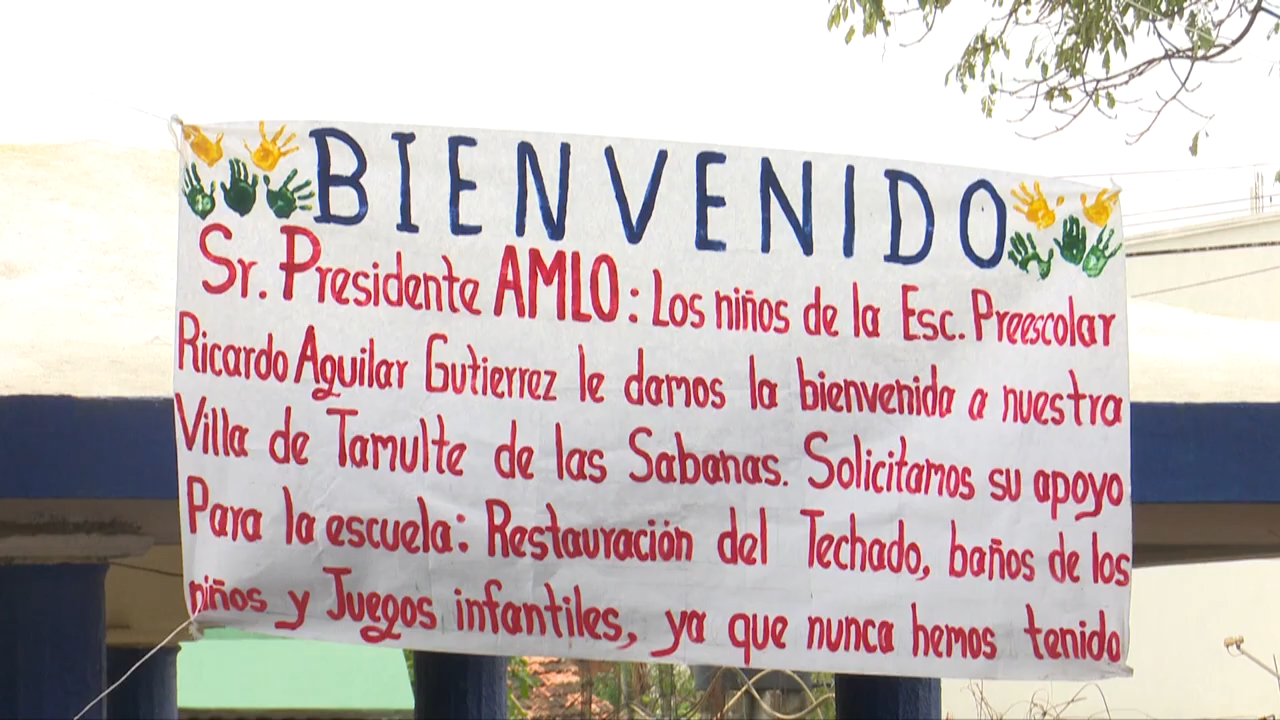 BIENVENIDO
Sr. Presidente AMLO: Los niños de la Esc. Preescolar
Ricardo Aguilar Gutierrez le damos la bienvenida a nuestra
Villa de Tamulte de las Sabanas. Solicitamos su apoyo
Para la escuela: Restauración del Techado, baños de los
niños y Juegos infantiles, ya que nunca hemos tenido